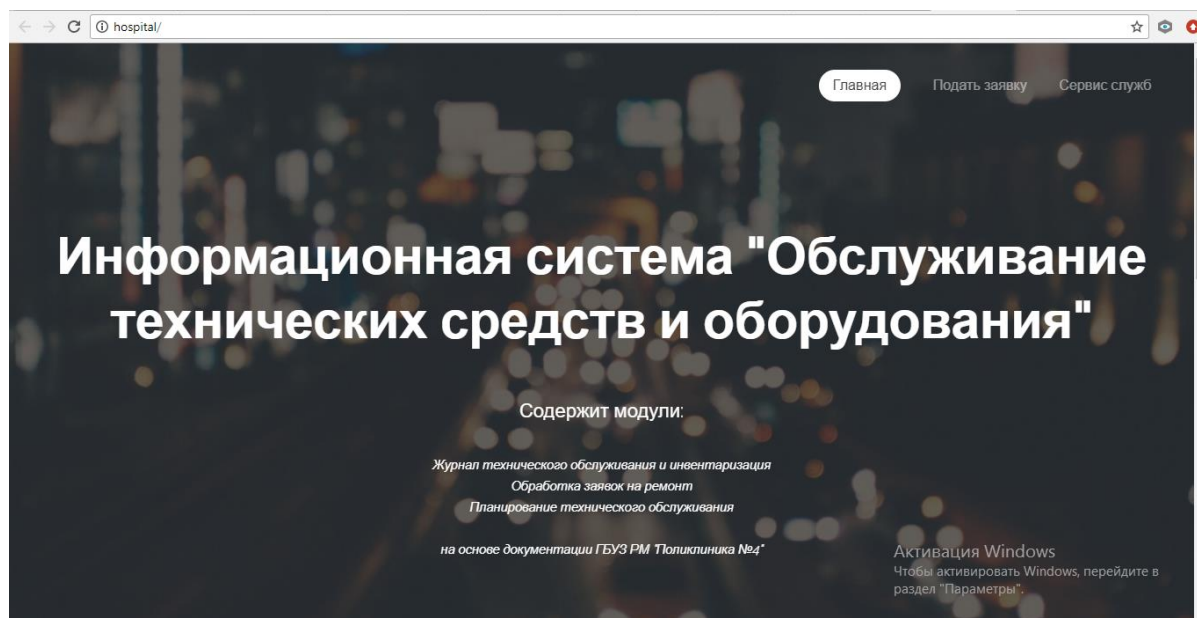 hospital/
Главная Подать заявку Сервис служб
Информационная система "Обслуживание
технических средств и оборудования"
Содержит модули:
Журнал технического обслуживания и инвентаризация
Обработка заявок на ремонт
Планирование технического обслуживания
на основе документации ГБУЗ РМ "Поликлиника №4"
Активация Windows
Чтобы активировать Windows, перейдите в
раздел "Параметры".